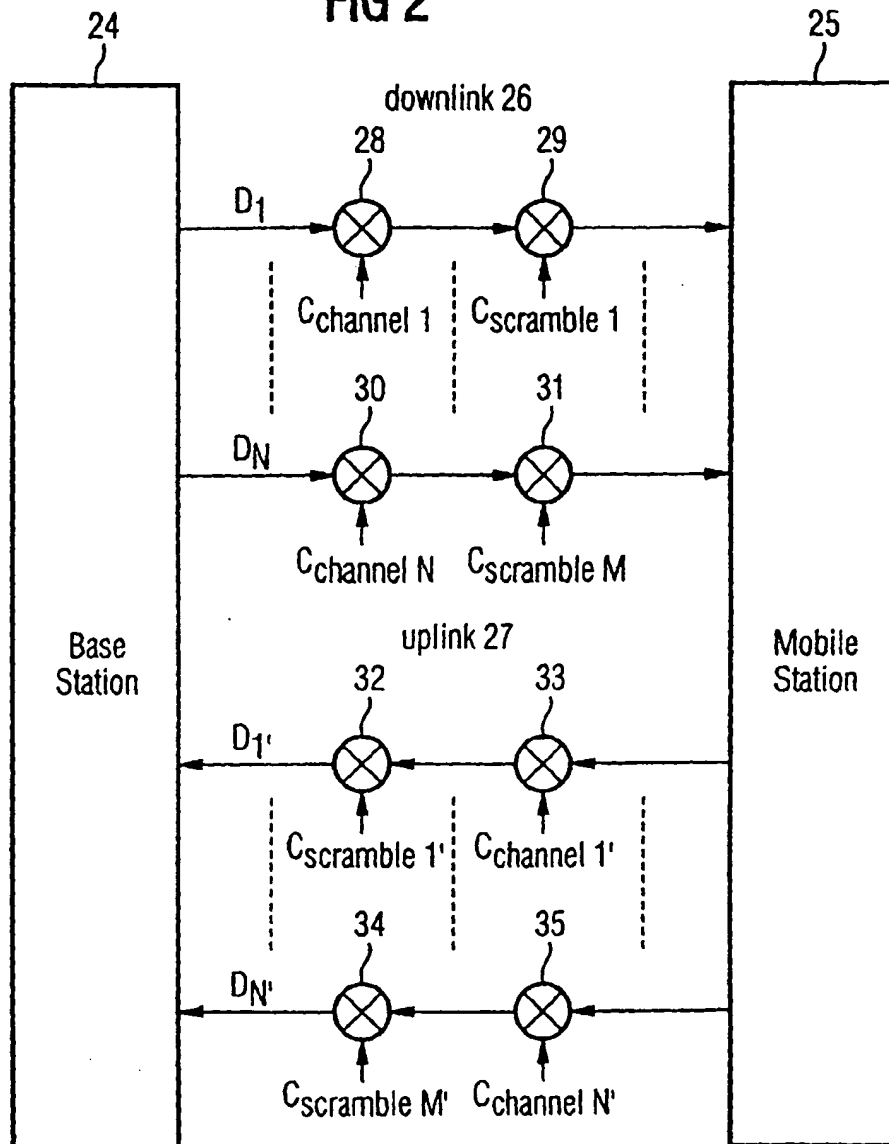 FIG 2
24
25
downlink 26
28 29
D1
Cchannel 1 Cscramble 1
30 31
DN
Cchannel N Cscramble M
Base
Station
uplink 27
Mobile
Station
32 33
D1'
Cscramble 1' Cchannel 1'
34 35
DN'
Cscramble M' Cchannel N'